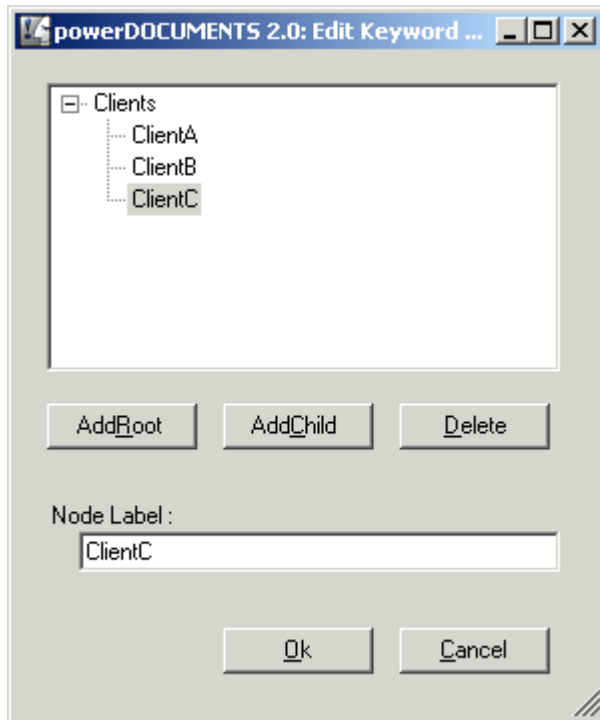 powerDOCUMENTS 2.0: Edit Keyword ...
Clients
ClientA
ClientB
ClientC
AddRoot AddChild Delete
Node Label :
ClientC
Ok Cancel